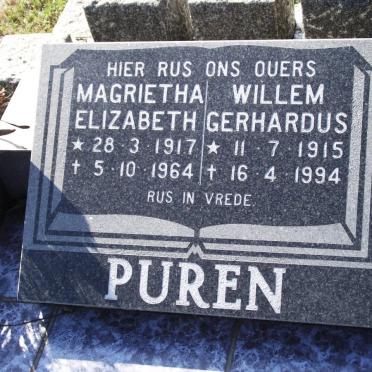 HIER RUS ONS OUERS
MAGRIETHA
ELIZABETH
★ 28 3 1917
† 5 10 1964
WILLEM
GERHARDUS
★ 11 7 1915
† 16 4 1994
RUS IN VREDE.
PUREN